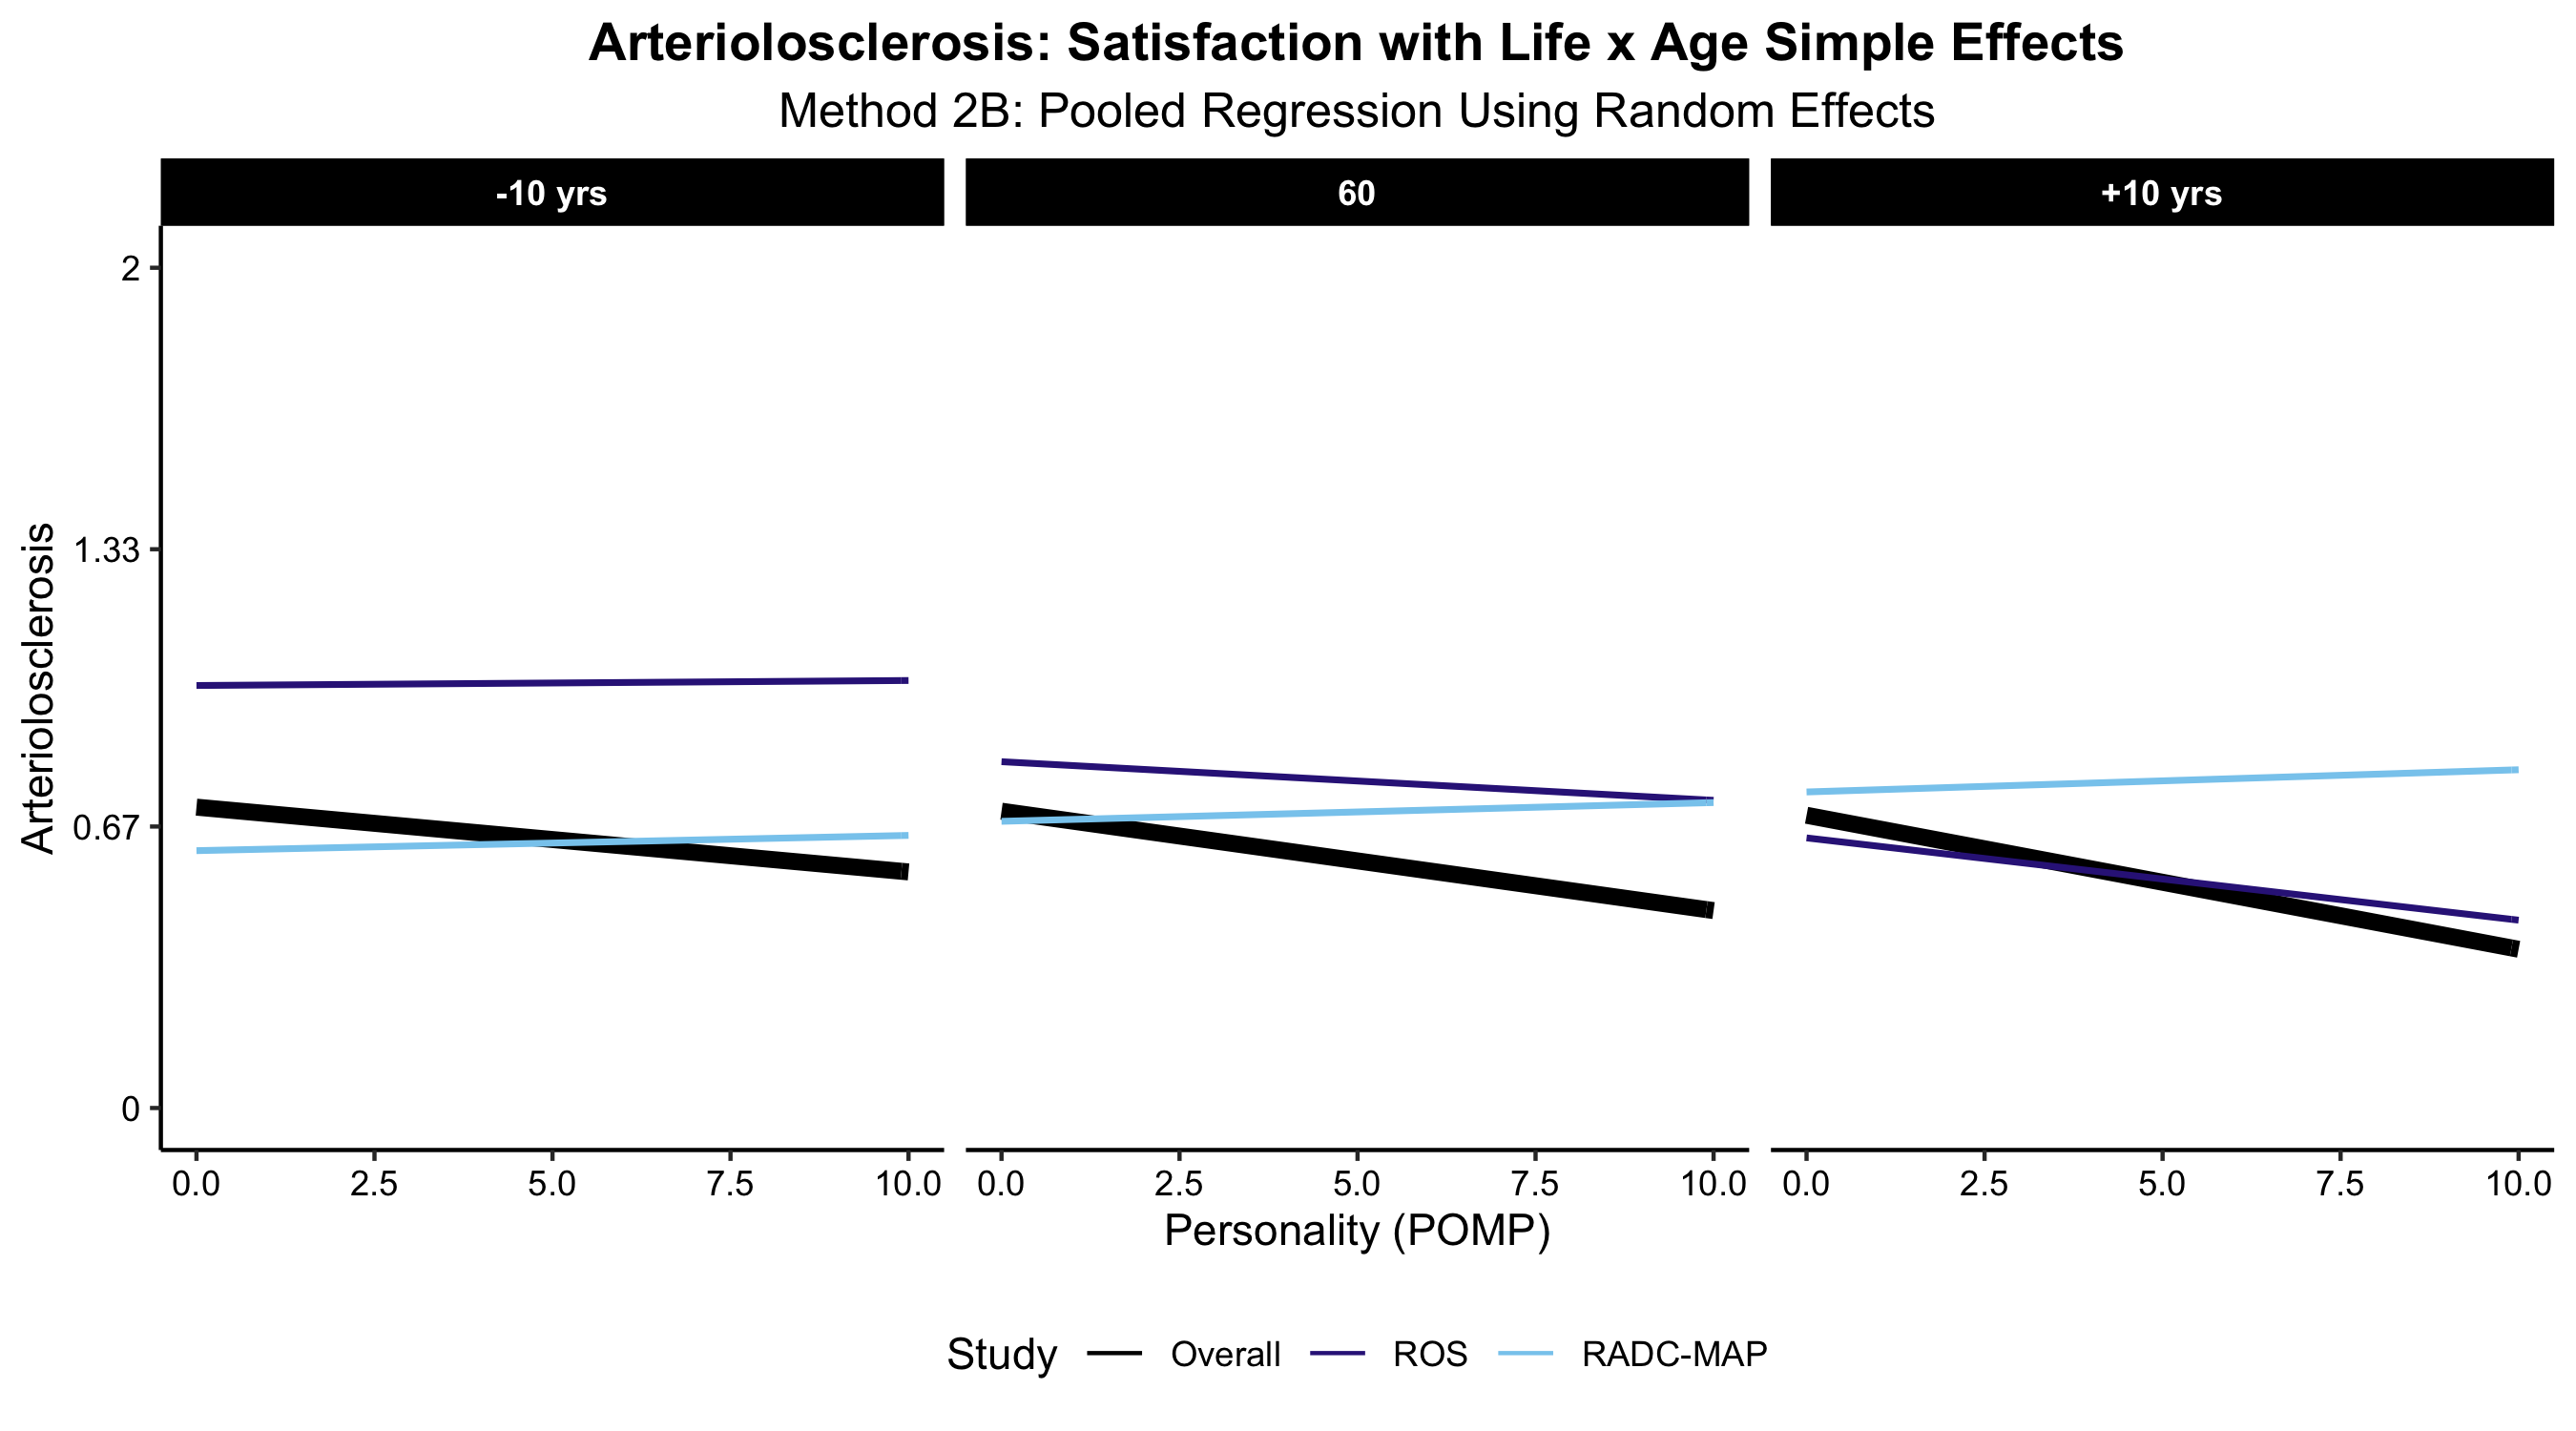 Arteriolosclerosis: Satisfaction with Life x Age Simple Effects
Method 2B: Pooled Regression Using Random Effects
-10 yrs 60 +10 yrs
2
1.33
0.67
0
Arteriolosclerosis
0.0 2.5 5.0 7.5 10.0 0.0 2.5 5.0 7.5 10.0 0.0 2.5 5.0 7.5 10.0
Personality (POMP)
Study Overall ROS RADC-MAP